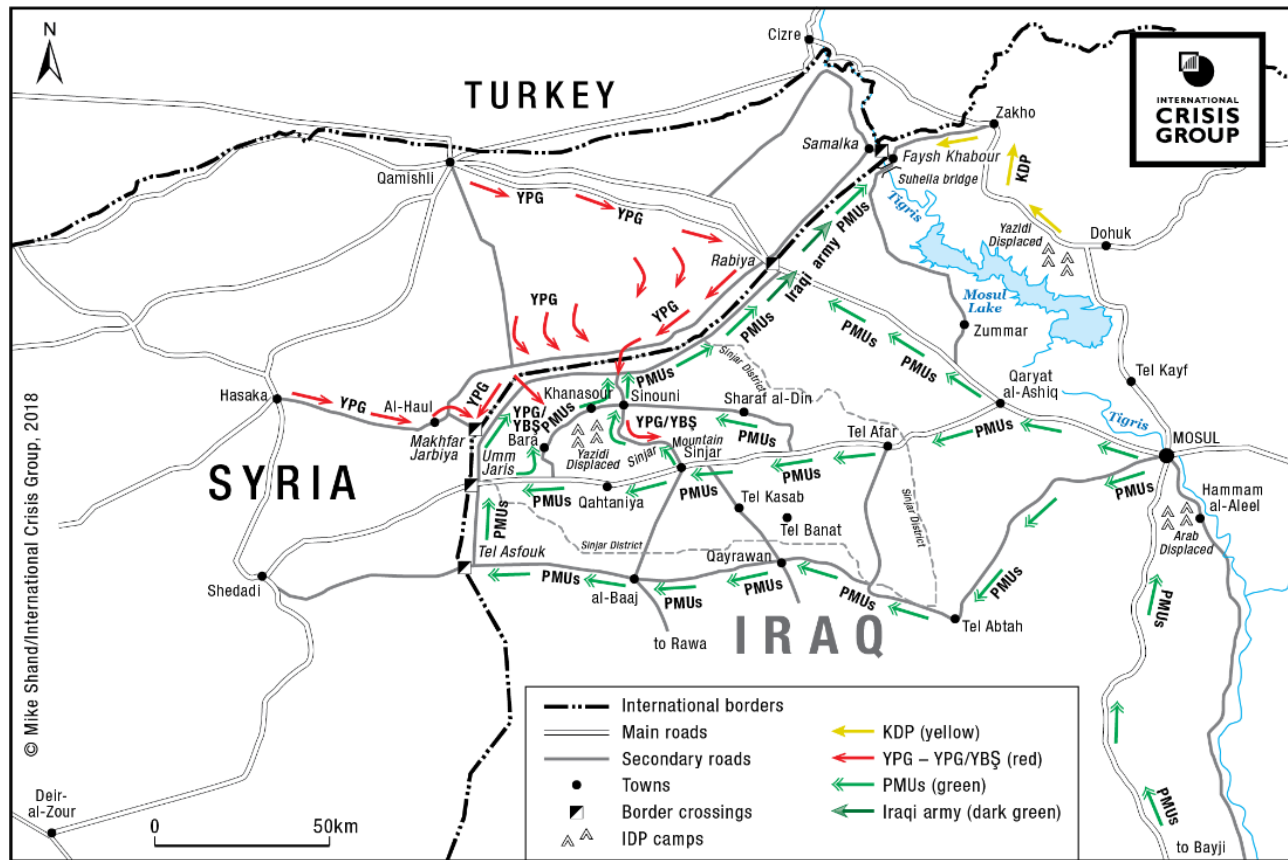 N
TURKEY
Cizre
INTERNATIONAL
CRISIS
GROUP
Zakho
Samalka
Faysh Khabour
Suheila bridge
KDP
Qamishli
YPG
YPG
Tigris
Yazidi
Displaced
Dohuk
Rabiya
Iraqi army
PMUs
PMUs
Mosul
Lake
Zummar
YPG
YPG
YPG
PMUs
PMUs
Sinjar District
Tel Kayf
Qaryat
al-Ashiq
Tigris
MOSUL
Hasaka
YPG
Al-Haul
Makhfar
Jarbiya
YPG
YPG/
YBŞ
PMUs
Khanasour
Sinouni
PMUs
Sharaf al-Din
YPG/YBŞ
Bara
Umm
Jaris
Yazidi
Displaced
Sinjar
Mountain
Sinjar
PMUs
Tel Afar
PMUs
PMUs
SYRIA
PMUs
PMUs
Qahtaniya
PMUs
PMUs
Tel Kasab
Tel Banat
Sinjar District
Hammam
al-Aleel
Arab
Displaced
Tel Asfouk
Sinjar District
Qayrawan
Shedadi
PMUs
al-Baaj
PMUs
PMUs
PMUs
PMUs
PMUs
Tel Abtah
to Rawa
IRAQ
PMUs
to Bayji
© Mike Shand/International Crisis Group, 2018
Deir-
al-Zour
0
50km
International borders
Main roads
Secondary roads
Towns
Border crossings
IDP camps
KDP (yellow)
YPG – YPG/YBŞ (red)
PMUs (green)
Iraqi army (dark green)